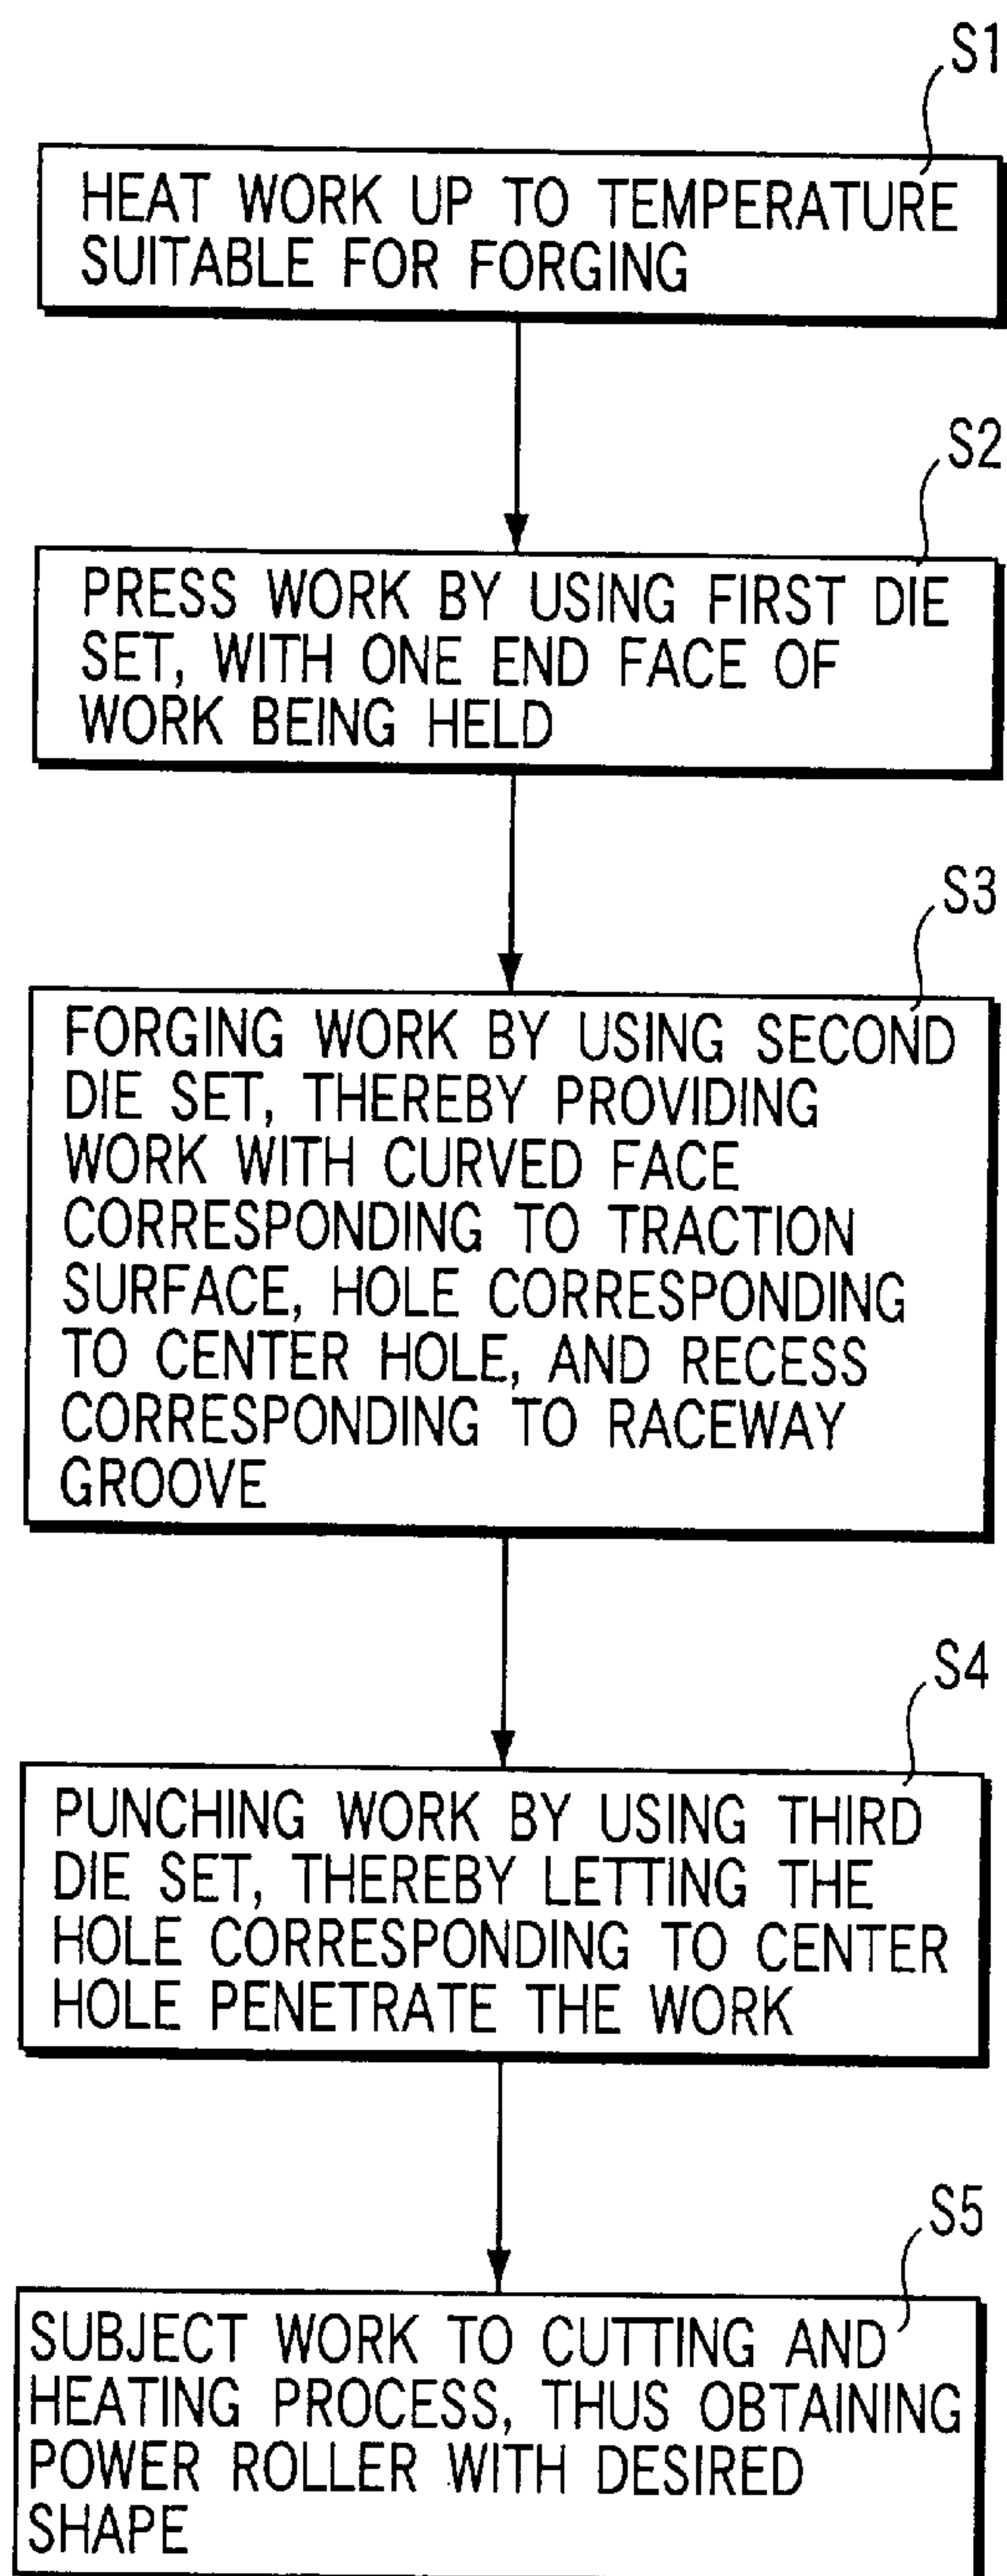 S1
HEAT WORK UP TO TEMPERATURE
SUITABLE FOR FORGING
S2
PRESS WORK BY USING FIRST DIE
SET, WITH ONE END FACE OF
WORK BEING HELD
S3
FORGING WORK BY USING SECOND
DIE SET, THEREBY PROVIDING
WORK WITH CURVED FACE
CORRESPONDING TO TRACTION
SURFACE, HOLE CORRESPONDING
TO CENTER HOLE, AND RECESS
CORRESPONDING TO RACEWAY
GROOVE
S4
PUNCHING WORK BY USING THIRD
DIE SET, THEREBY LETTING THE
HOLE CORRESPONDING TO CENTER
HOLE PENETRATE THE WORK
S5
SUBJECT WORK TO CUTTING AND
HEATING PROCESS, THUS OBTAINING
POWER ROLLER WITH DESIRED
SHAPE